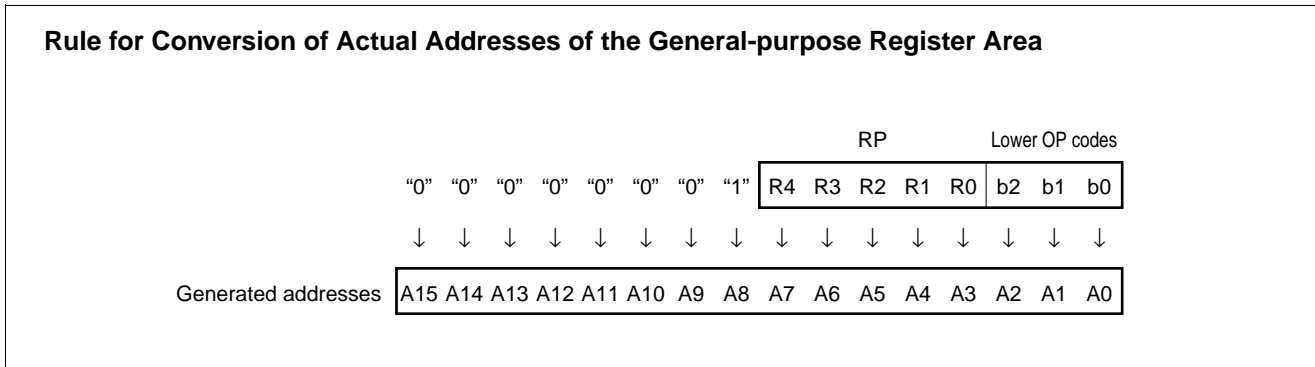 Rule for Conversion of Actual Addresses of the General-purpose Register Area
RP Lower OP codes
“0” “0” “0” “0” “0” “0” “0” “1” R4 R3 R2 R1 R0 b2 b1 b0
↓ ↓ ↓ ↓ ↓ ↓ ↓ ↓ ↓ ↓ ↓ ↓ ↓ ↓ ↓ ↓
Generated addresses A15 A14 A13 A12 A11 A10 A9 A8 A7 A6 A5 A4 A3 A2 A1 A0